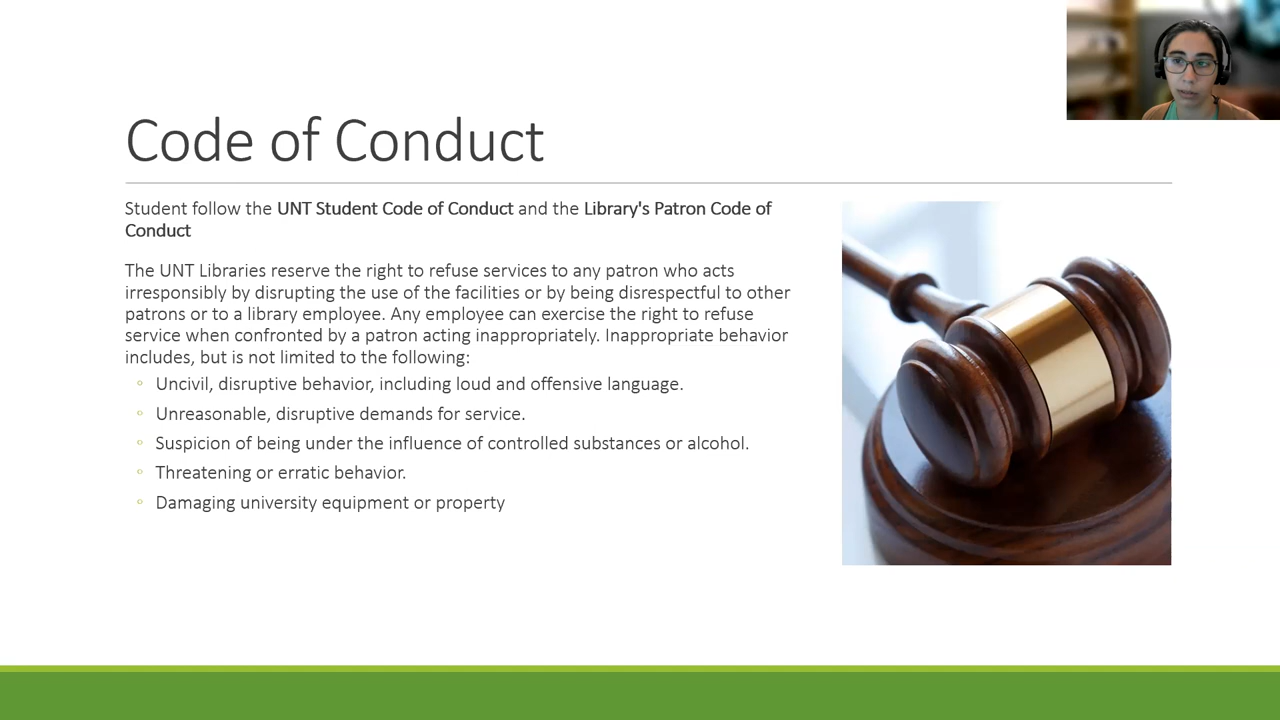 Code of Conduct
Student follow the UNT Student Code of Conduct and the Library's Patron Code of
Conduct
The UNT Libraries reserve the right to refuse services to any patron who acts
irresponsibly by disrupting the use of the facilities or by being disrespectful to other
patrons or to a library employee. Any employee can exercise the right to refuse
service when confronted by a patron acting inappropriately. Inappropriate behavior
includes, but is not limited to the following:
Uncivil, disruptive behavior, including loud and offensive language.
Unreasonable, disruptive demands for service.
Suspicion of being under the influence of controlled substances or alcohol.
Threatening or erratic behavior.
Damaging university equipment or property